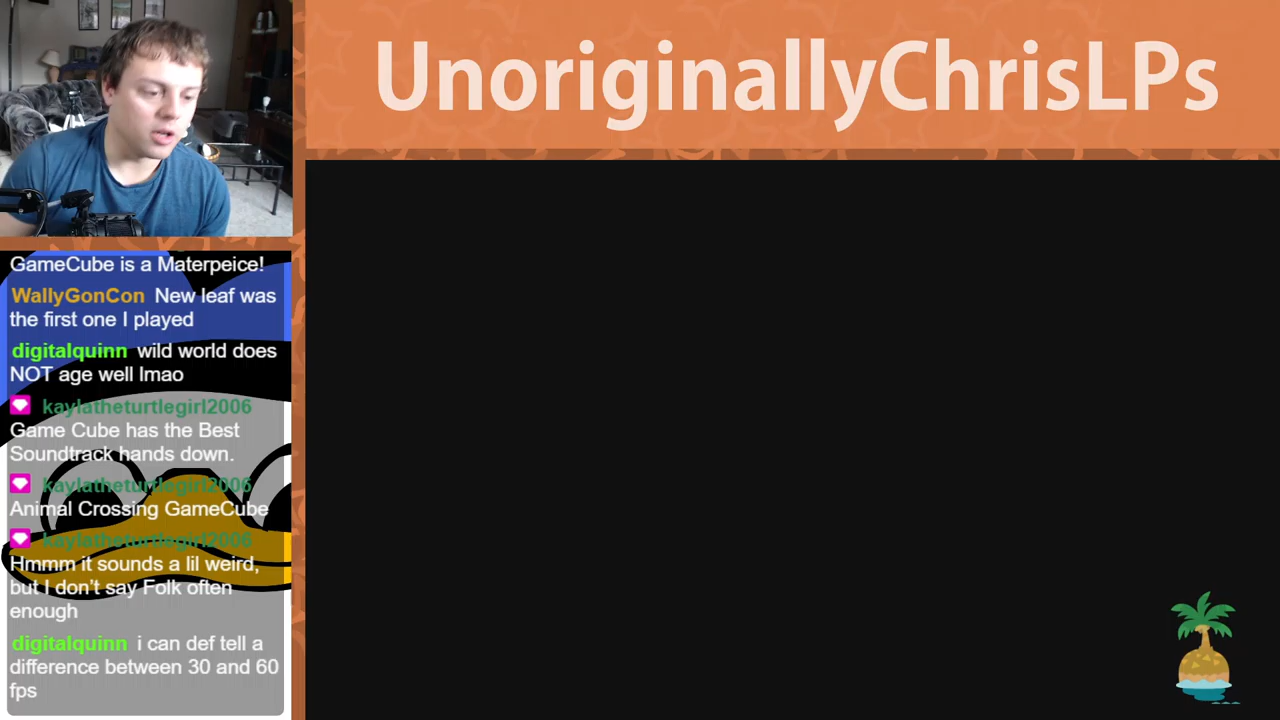 UnoriginallyChrisLPs
GameCube is a Materpeice!
WallyGonCon New leaf was
the first one I played
digitalquinn wild world does
NOT age well lmao
kaylatheturtlegirl2006
Game Cube has the Best
Soundtrack hands down.
kaylatheturtlegirl2006
Animal Crossing GameCube
kaylatheturtlegirl2006
Hmmm it sounds a lil weird,
but I don't say Folk often
enough
digitalquinn i can def tell a
difference between 30 and 60
fps